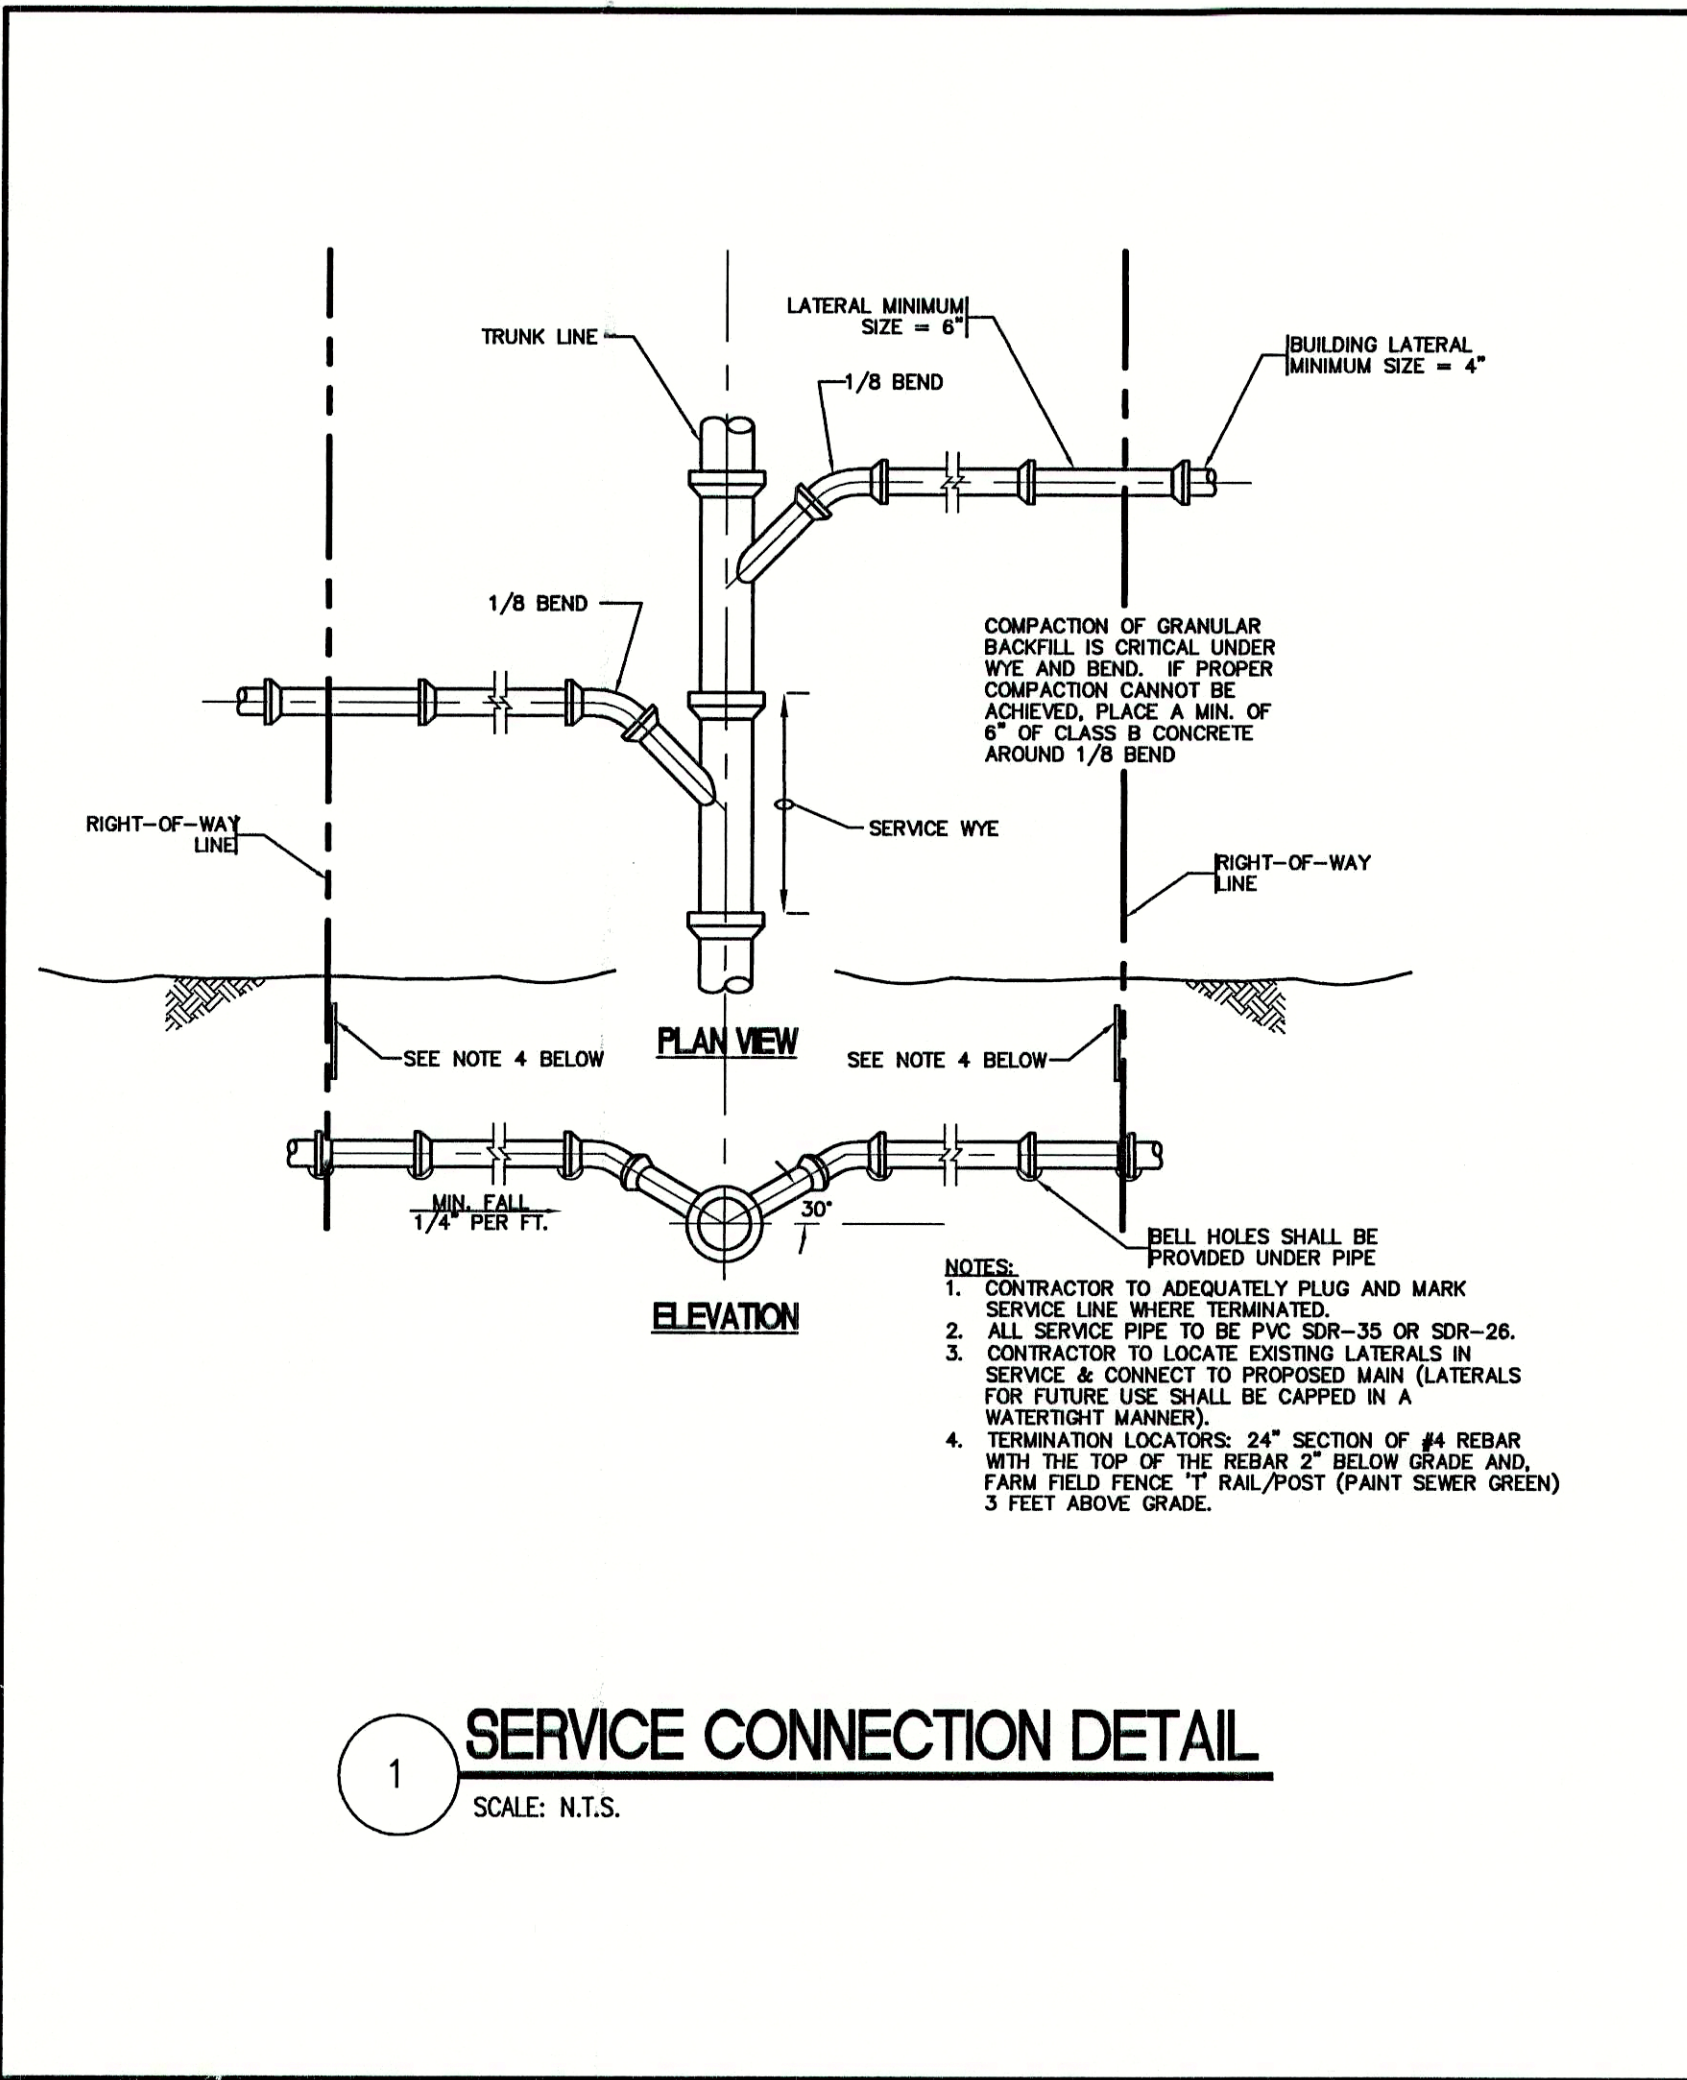 LATERAL MINIMUM
SIZE = 6"
TRUNK LINE
BUILDING LATERAL
MINIMUM SIZE = 4"
1/8 BEND
1/8 BEND
COMPACTION OF GRANULAR
BACKFILL IS CRITICAL UNDER
WYE AND BEND. IF PROPER
COMPACTION CANNOT BE
ACHIEVED, PLACE A MIN. OF
6" OF CLASS B CONCRETE
AROUND 1/8 BEND
RIGHT-OF-WAY
LINE
SERVICE WYE
RIGHT-OF-WAY
LINE
PLAN VIEW
SEE NOTE 4 BELOW
SEE NOTE 4 BELOW
MIN. FALL
1/4" PER FT.
30°
BELL HOLES SHALL BE
PROVIDED UNDER PIPE
ELEVATION
NOTES:
1. CONTRACTOR TO ADEQUATELY PLUG AND MARK
SERVICE LINE WHERE TERMINATED.
2. ALL SERVICE PIPE TO BE PVC SDR-35 OR SDR-26.
3. CONTRACTOR TO LOCATE EXISTING LATERALS IN
SERVICE & CONNECT TO PROPOSED MAIN (LATERALS
FOR FUTURE USE SHALL BE CAPPED IN A
WATERTIGHT MANNER).
4. TERMINATION LOCATORS: 24" SECTION OF #4 REBAR
WITH THE TOP OF THE REBAR 2" BELOW GRADE AND,
FARM FIELD FENCE 'T' RAIL/POST (PAINT SEWER GREEN)
3 FEET ABOVE GRADE.
1
SERVICE CONNECTION DETAIL
SCALE: N.T.S.